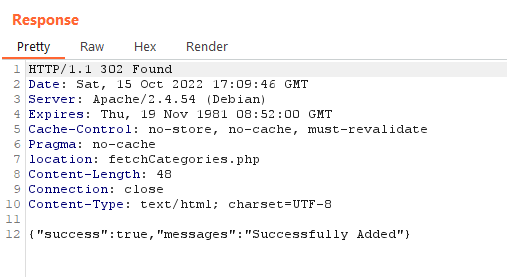 Response
Pretty Raw Hex Render
1 HTTP/1.1 302 Found
2 Date: Sat, 15 Oct 2022 17:09:46 GMT
3 Server: Apache/2.4.54 (Debian)
4 Expires: Thu, 19 Nov 1981 08:52:00 GMT
5 Cache-Control: no-store, no-cache, must-revalidate
6 Pragma: no-cache
7 location: fetchCategories.php
8 Content-Length: 48
9 Connection: close
10 Content-Type: text/html; charset=UTF-8
11
12 {"success":true,"messages":"Successfully Added"}